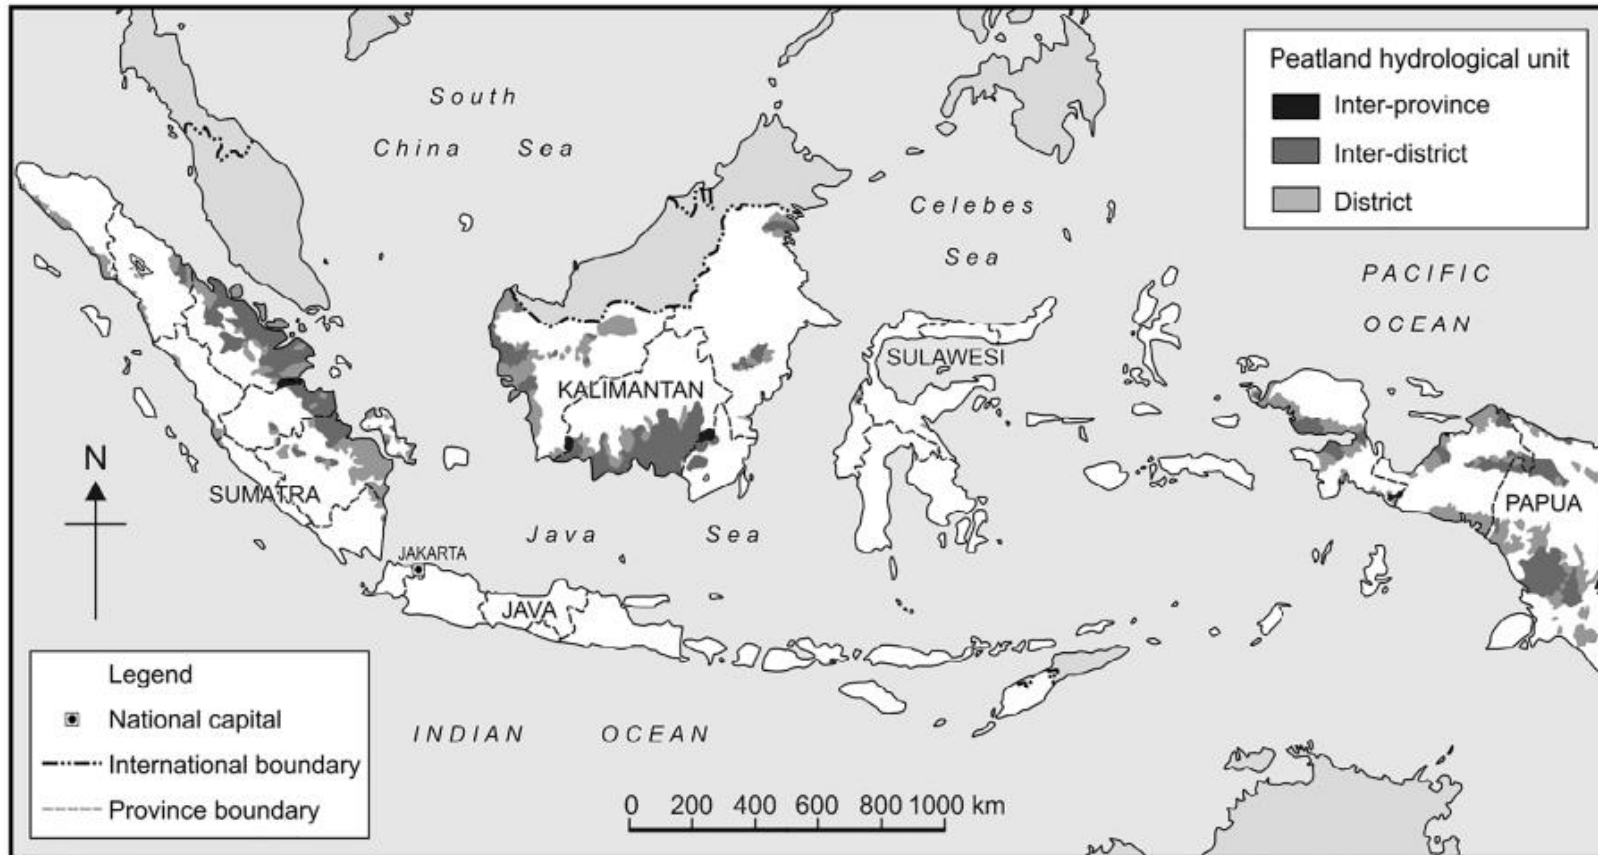 South
China Sea
Celebes
Sea
PACIFIC
OCEAN
Peatland hydrological unit
Inter-province
Inter-district
District
SULAWESI
KALIMANTAN
N
SUMATRA
PAPUA
Java Sea
JAKARTA
JAVA
INDIAN OCEAN
Legend
National capital
International boundary
Province boundary
0 200 400 600 800 1000 km